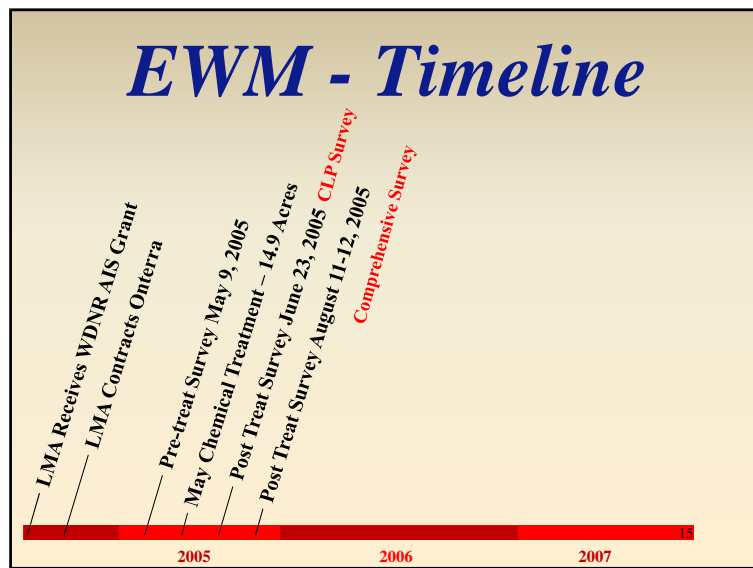 EWM - Timeline
LMA Receives WDNR AIS Grant
LMA Contracts Onterra
Pre-treat Survey May 9, 2005
May Chemical Treatment – 14.9 Acres
Post Treat Survey June 23, 2005 CLP Survey
Post Treat Survey August 11-12, 2005
Comprehensive Survey
15
2005 2006 2007